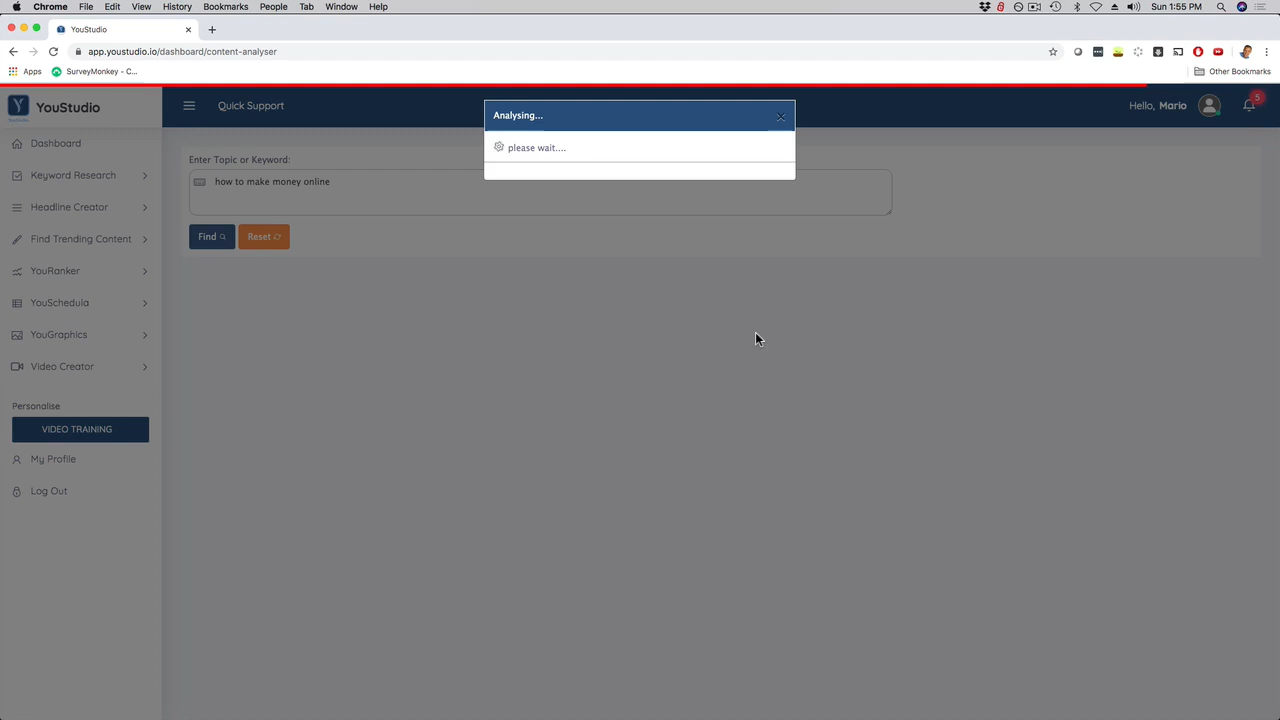 Chrome File Edit View History Bookmarks People Tab Window Help Sun 1:55 PM
YouStudio
app.youstudio.io/dashboard/content-analyser
Apps SurveyMonkey - C... Other Bookmarks
YouStudio
Quick Support
Hello, Mario
5
Analysing...
please wait....
Dashboard
Keyword Research
Headline Creator
Find Trending Content
YouRanker
YouSchedula
YouGraphics
Video Creator
Personalise
VIDEO TRAINING
My Profile
Log Out
Enter Topic or Keyword:
how to make money online
Find
Reset